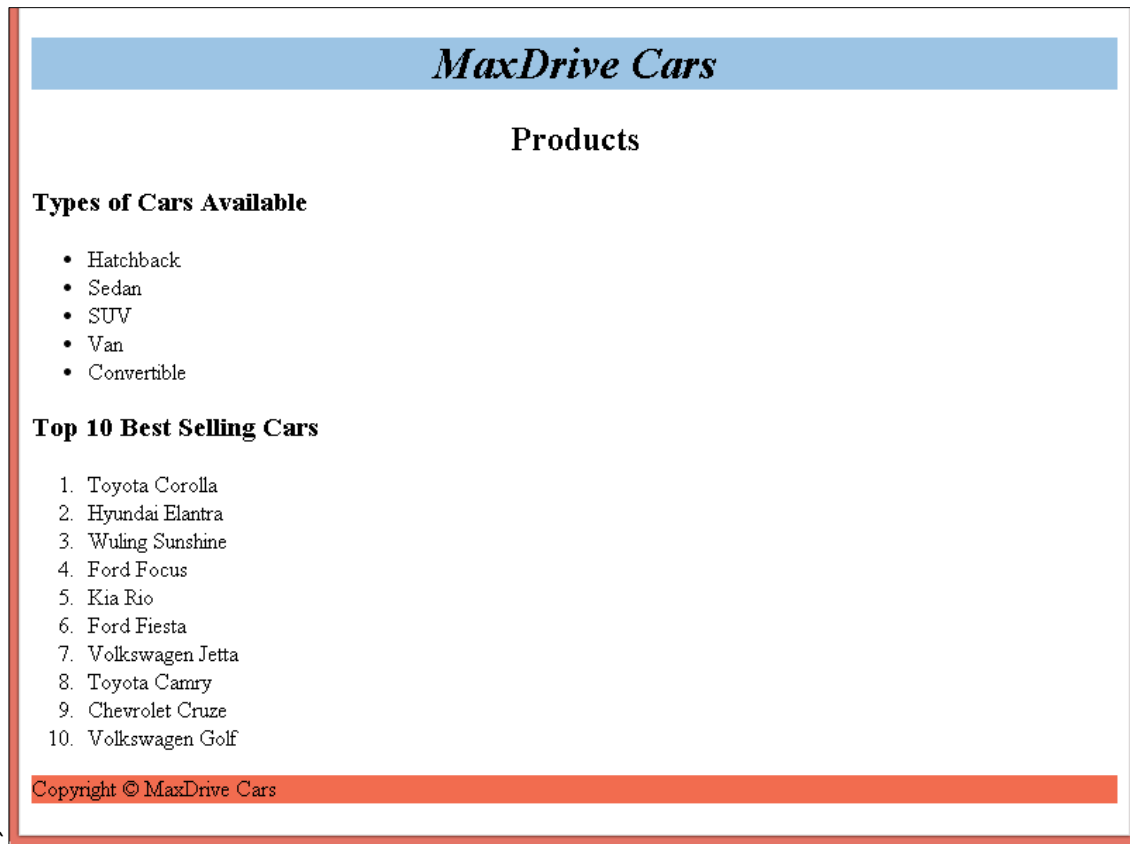 MaxDrive Cars
Products
Types of Cars Available
• Hatchback
• Sedan
• SUV
• Van
• Convertible
Top 10 Best Selling Cars
1. Toyota Corolla
2. Hyundai Elantra
3. Wuling Sunshine
4. Ford Focus
5. Kia Rio
6. Ford Fiesta
7. Volkswagen Jetta
8. Toyota Camry
9. Chevrolet Cruze
10. Volkswagen Golf
Copyright © MaxDrive Cars